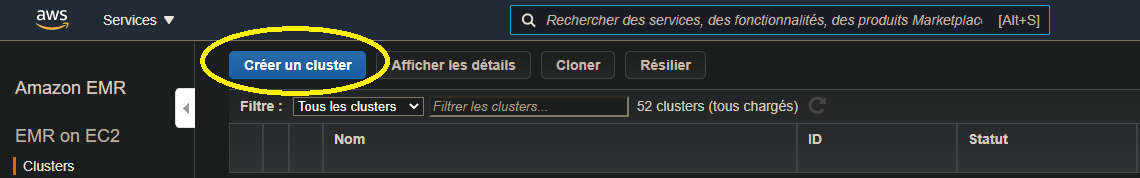 aws Services Rechercher des services, des fonctionnalités, des produits Marketplace [Alt+S]
Créer un cluster Afficher les détails Cloner Résilier
Amazon EMR
Filtre : Tous les clusters Filtrer les clusters... 52 clusters (tous chargés)
EMR on EC2
Nom ID Statut
Clusters